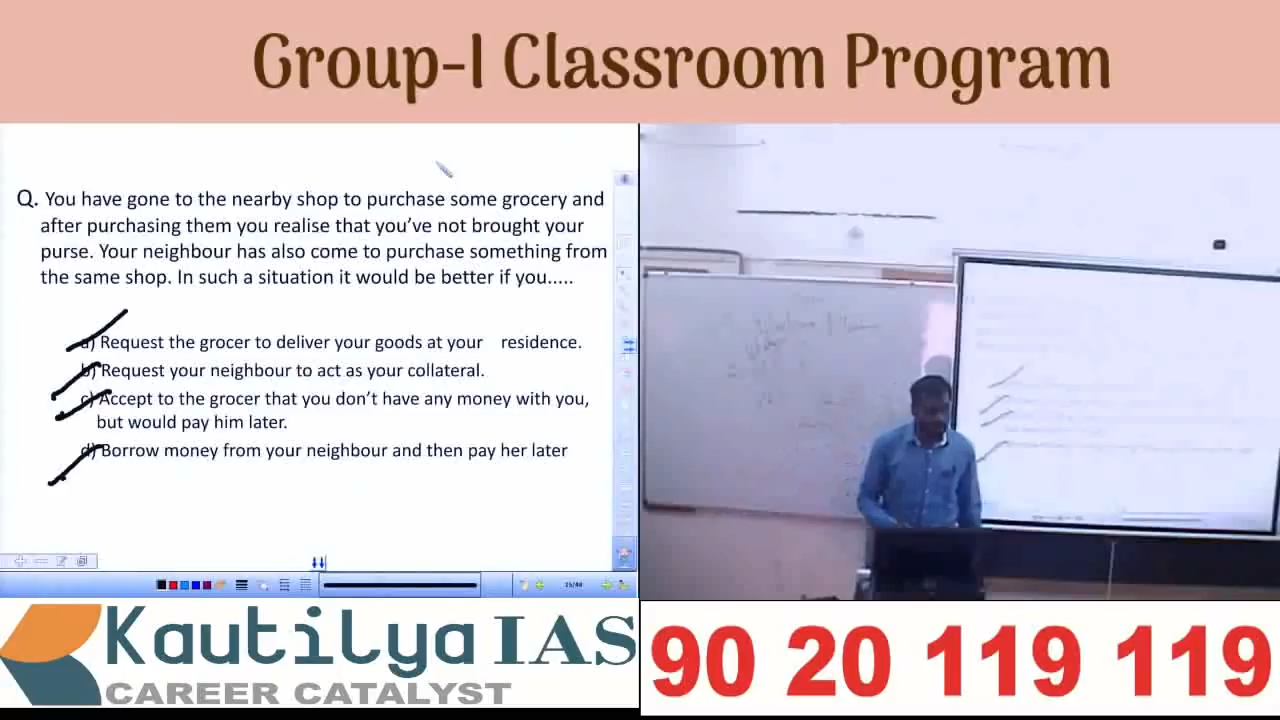 Group-I Classroom Program
Q. You have gone to the nearby shop to purchase some grocery and
after purchasing them you realise that you've not brought your
purse. Your neighbour has also come to purchase something from
the same shop. In such a situation it would be better if you.....
a) Request the grocer to deliver your goods at your residence.
b) Request your neighbour to act as your collateral.
c) Accept to the grocer that you don't have any money with you,
but would pay him later.
d) Borrow money from your neighbour and then pay her later
15/48
Kautilya IAS
CAREER CATALYST
90 20 119 119